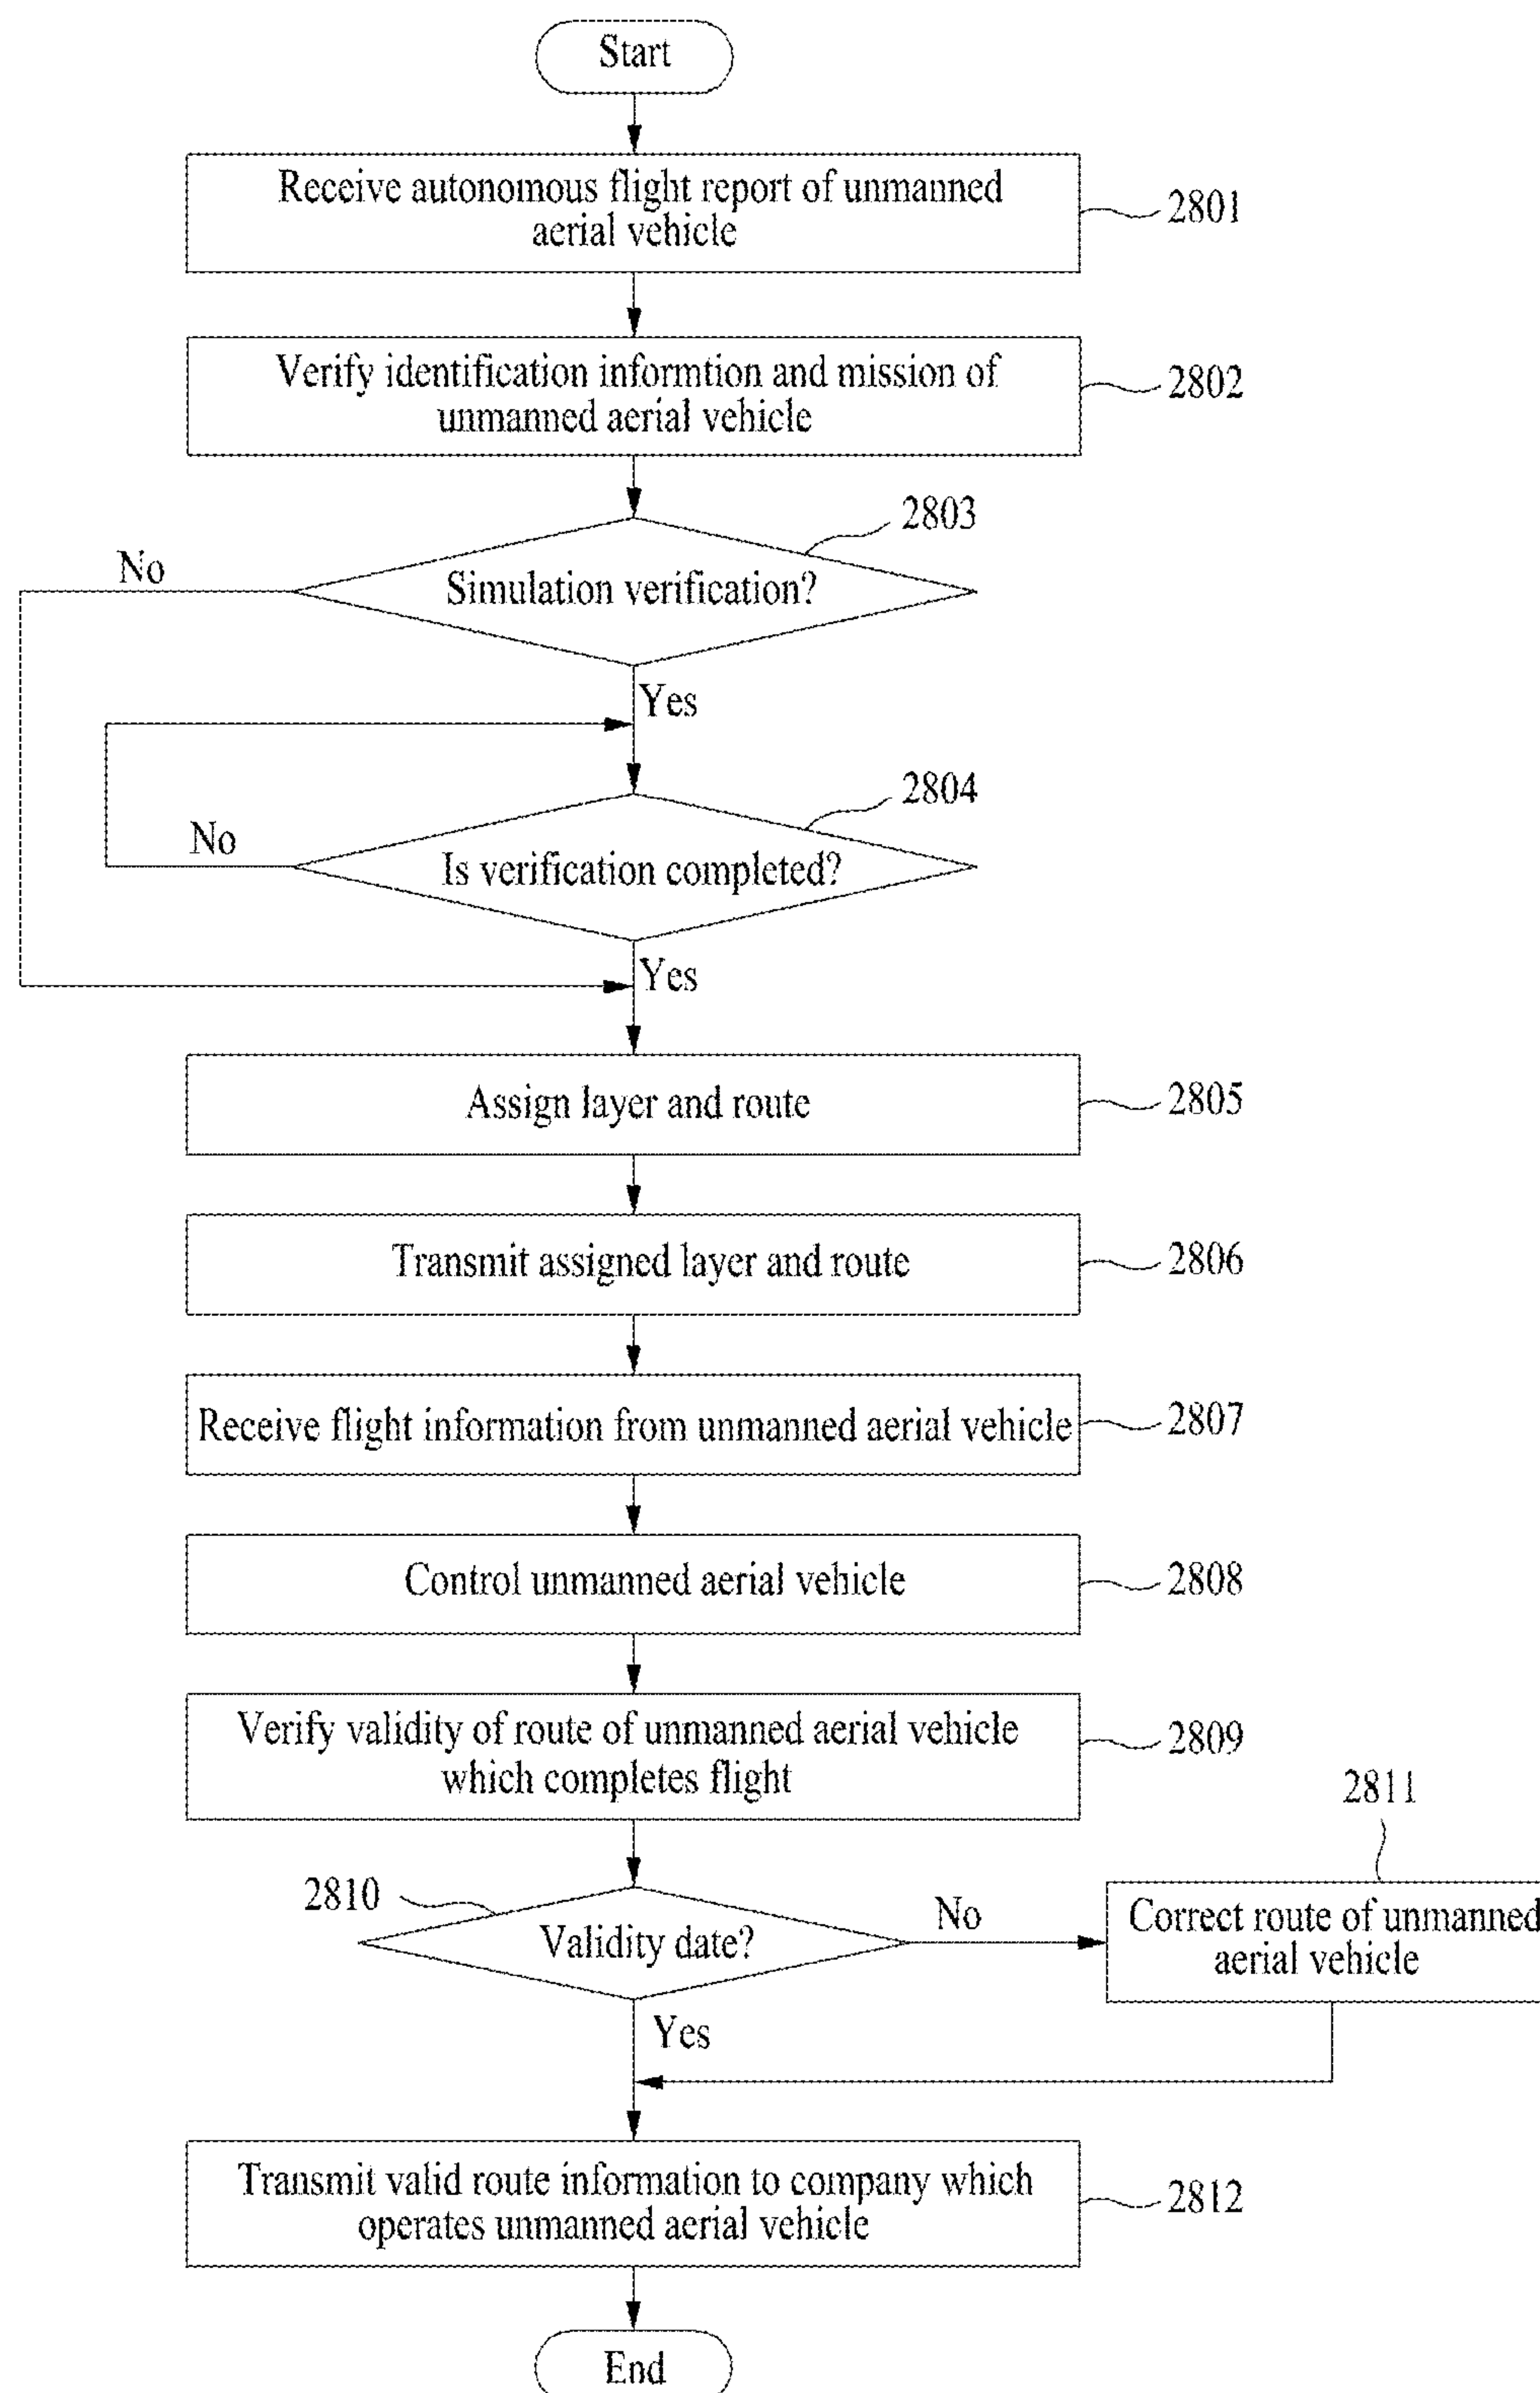 Start
Receive autonomous flight report of unmanned
aerial vehicle
2801
Verify identification informtion and mission of
unmanned aerial vehicle
2802
2803
No
Simulation verification?
Yes
2804
No
Is verification completed?
Yes
Assign layer and route
2805
Transmit assigned layer and route
2806
Receive flight information from unmanned aerial vehicle
2807
Control unmanned aerial vehicle
2808
Verify validity of route of unmanned aerial vehicle
which completes flight
2809
2811
2810
Validity date?
No
Correct route of unmanned
aerial vehicle
Yes
Transmit valid route information to company which
operates unmanned aerial vehicle
2812
End